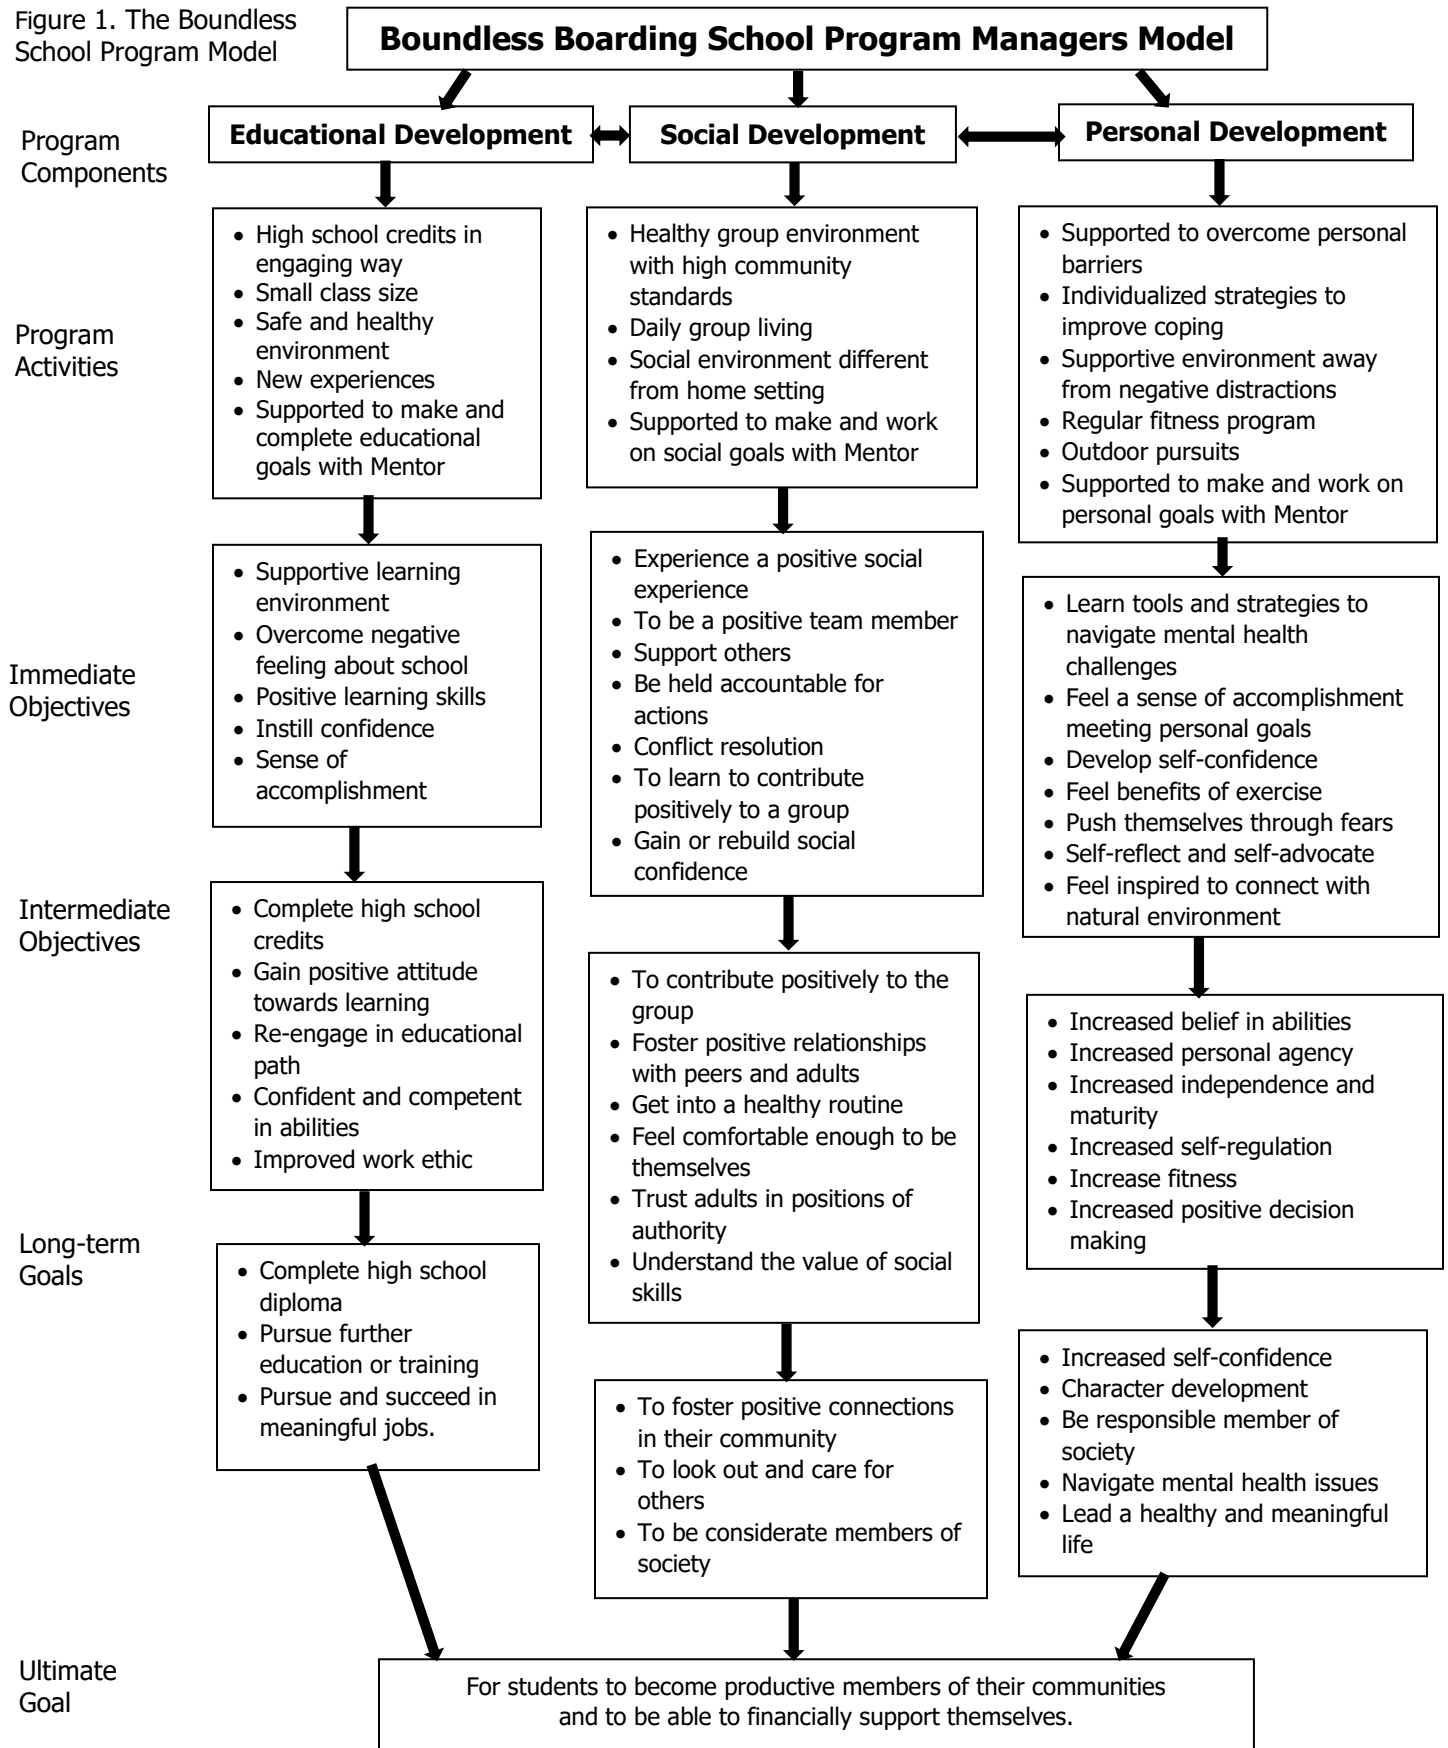 Figure 1. The Boundless
School Program Model
Boundless Boarding School Program Managers Model
Program
Components
Educational Development
Social Development
Personal Development
Program
Activities
• High school credits in
engaging way
• Small class size
• Safe and healthy
environment
• New experiences
• Supported to make and
complete educational
goals with Mentor
• Healthy group environment
with high community
standards
• Daily group living
• Social environment different
from home setting
• Supported to make and work
on social goals with Mentor
• Supported to overcome personal
barriers
• Individualized strategies to
improve coping
• Supportive environment away
from negative distractions
• Regular fitness program
• Outdoor pursuits
• Supported to make and work on
personal goals with Mentor
Immediate
Objectives
• Supportive learning
environment
• Overcome negative
feeling about school
• Positive learning skills
• Instill confidence
• Sense of
accomplishment
• Experience a positive social
experience
• To be a positive team member
• Support others
• Be held accountable for
actions
• Conflict resolution
• To learn to contribute
positively to a group
• Gain or rebuild social
confidence
• Learn tools and strategies to
navigate mental health
challenges
• Feel a sense of accomplishment
meeting personal goals
• Develop self-confidence
• Feel benefits of exercise
• Push themselves through fears
• Self-reflect and self-advocate
• Feel inspired to connect with
natural environment
Intermediate
Objectives
• Complete high school
credits
• Gain positive attitude
towards learning
• Re-engage in educational
path
• Confident and competent
in abilities
• Improved work ethic
• To contribute positively to the
group
• Foster positive relationships
with peers and adults
• Get into a healthy routine
• Feel comfortable enough to be
themselves
• Trust adults in positions of
authority
• Understand the value of social
skills
• Increased belief in abilities
• Increased personal agency
• Increased independence and
maturity
• Increased self-regulation
• Increase fitness
• Increased positive decision
making
Long-term
Goals
• Complete high school
diploma
• Pursue further
education or training
• Pursue and succeed in
meaningful jobs.
• To foster positive connections
in their community
• To look out and care for
others
• To be considerate members of
society
• Increased self-confidence
• Character development
• Be responsible member of
society
• Navigate mental health issues
• Lead a healthy and meaningful
life
Ultimate
Goal
For students to become productive members of their communities
and to be able to financially support themselves.